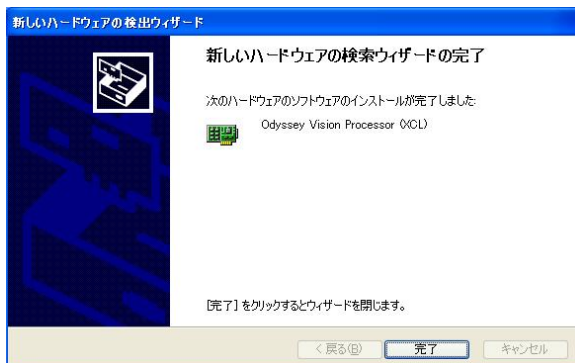 新しいハードウェアの検出ウィザード
新しいハードウェアの検索ウィザードの完了
次のハードウェアのソフトウェアのインストールが完了しました:
Odyssey Vision Processor (XCL)
[完了] をクリックするとウィザードを閉じます。
< 戻る(B)
完了
キャンセル